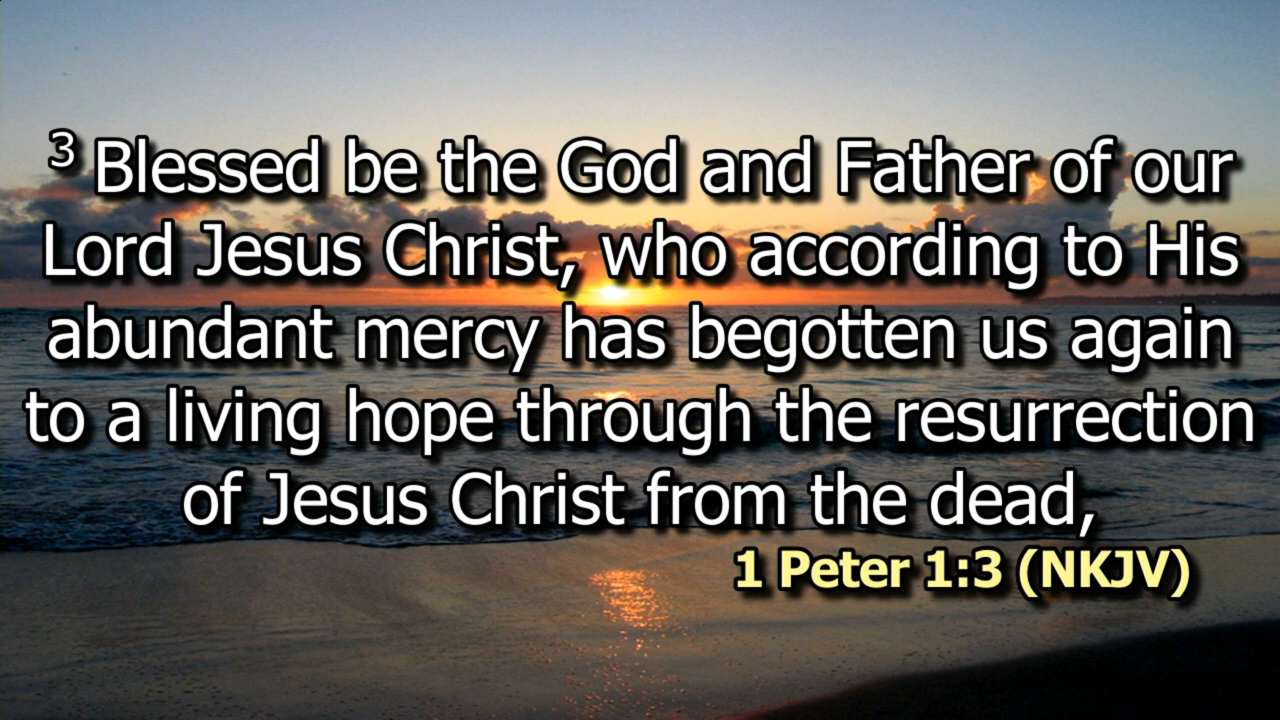 3 Blessed be the God and Father of our
Lord Jesus Christ, who according to His
abundant mercy has begotten us again
to a living hope through the resurrection
of Jesus Christ from the dead,
1 Peter 1:3 (NKJV)